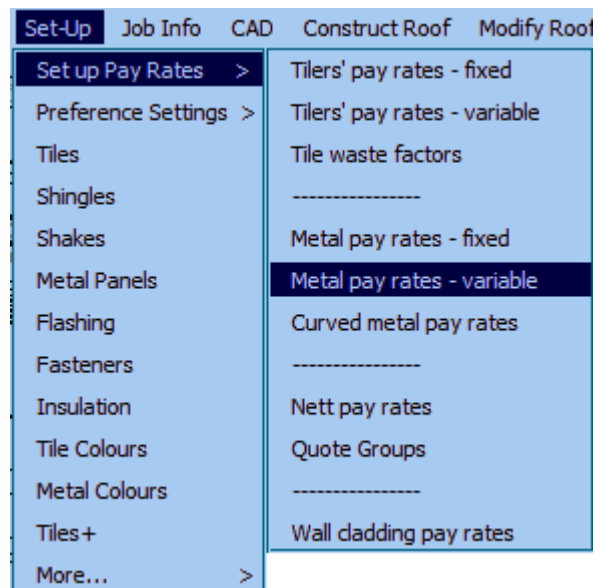 Set-Up Job Info CAD Construct Roof Modify Roof
Set up Pay Rates >
Preference Settings >
Tiles
Shingles
Shakes
Metal Panels
Flashing
Fasteners
Insulation
Tile Colours
Metal Colours
Tiles+
More... >
Tilers' pay rates - fixed
Tilers' pay rates - variable
Tile waste factors
----------------
Metal pay rates - fixed
Metal pay rates - variable
Curved metal pay rates
----------------
Nett pay rates
Quote Groups
----------------
Wall cladding pay rates